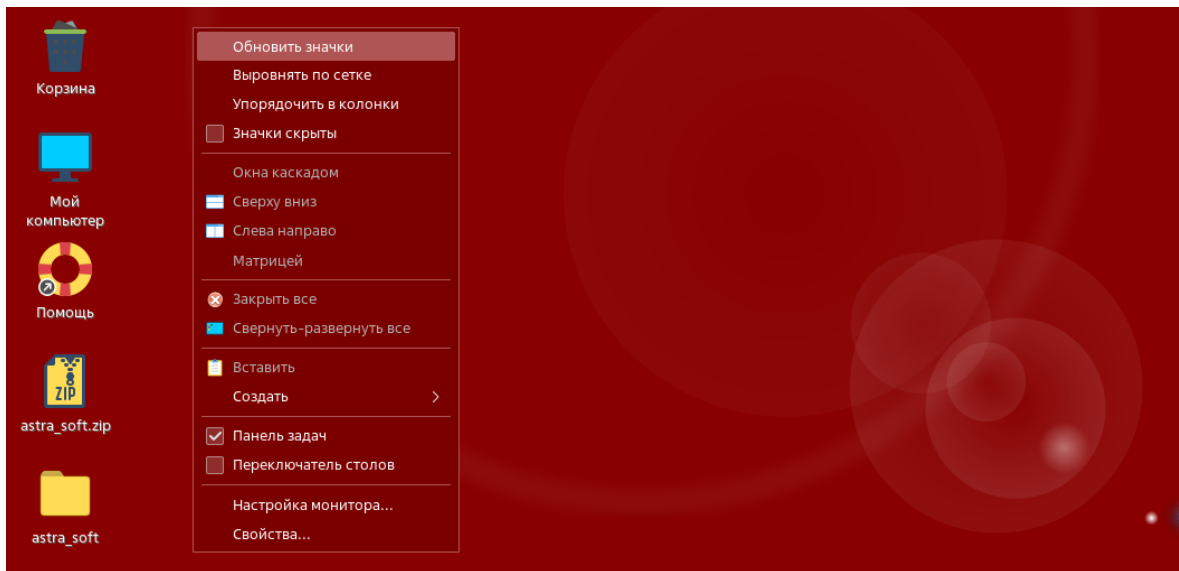 Корзина
Мой
компьютер
Помощь
ZIP
astra_soft.zip
astra_soft
Обновить значки
Выровнять по сетке
Упорядочить в колонки
Значки скрыты
Окна каскадом
Сверху вниз
Слева направо
Матрицей
Закрыть все
Свернуть-развернуть все
Вставить
Создать
Панель задач
Переключатель столов
Настройка монитора...
Свойства...